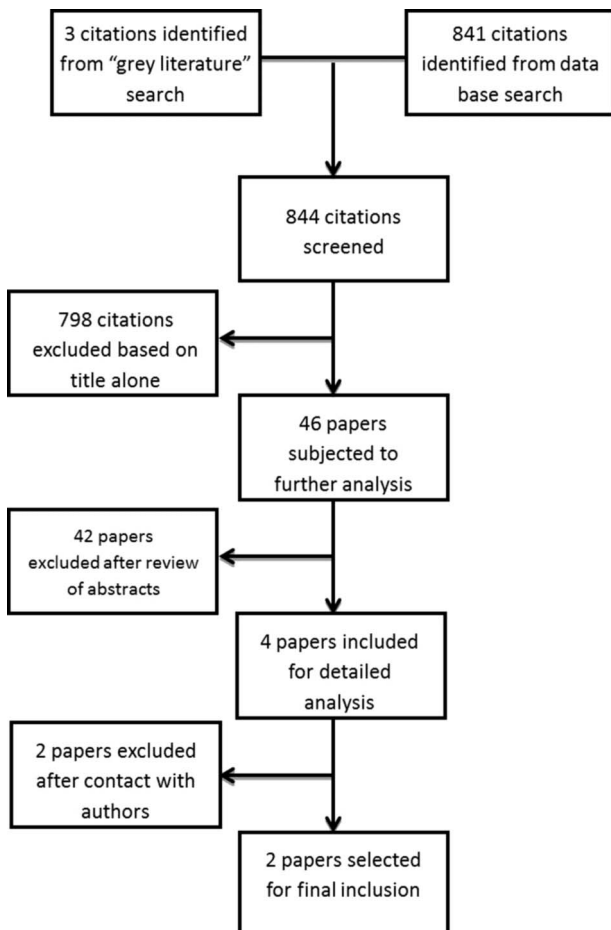 3 citations identified
from “grey literature”
search
841 citations
identified from data
base search
844 citations
screened
798 citations
excluded based on
title alone
46 papers
subjected to
further analysis
42 papers
excluded after review
of abstracts
4 papers included
for detailed
analysis
2 papers excluded
after contact with
authors
2 papers selected
for final inclusion